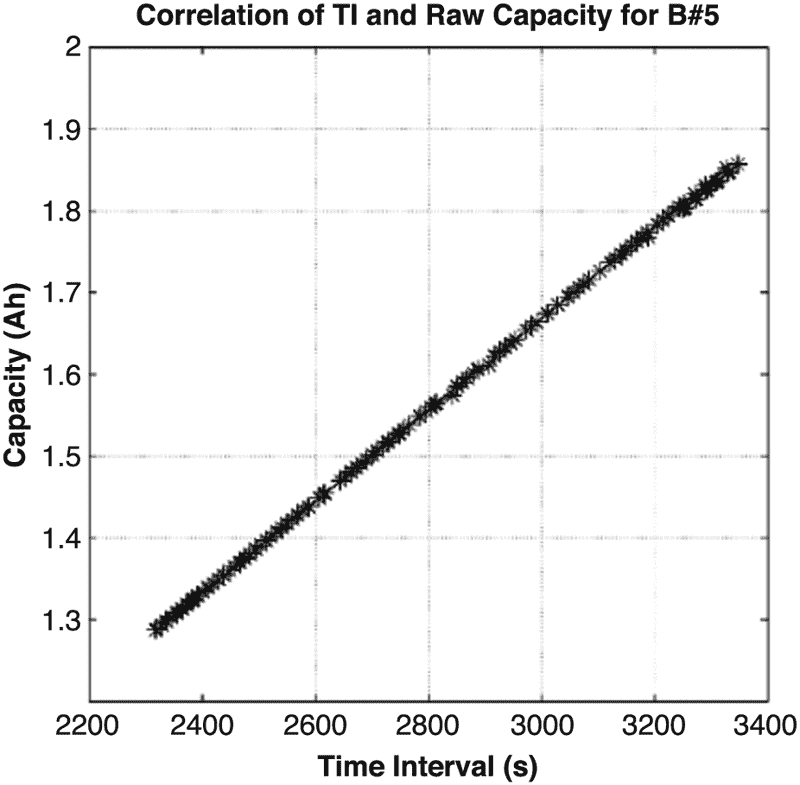 Correlation of TI and Raw Capacity for B#5
2
1.9
1.8
1.7
1.6
1.5
1.4
1.3
Capacity (Ah)
2200 2400 2600 2800 3000 3200 3400
Time Interval (s)